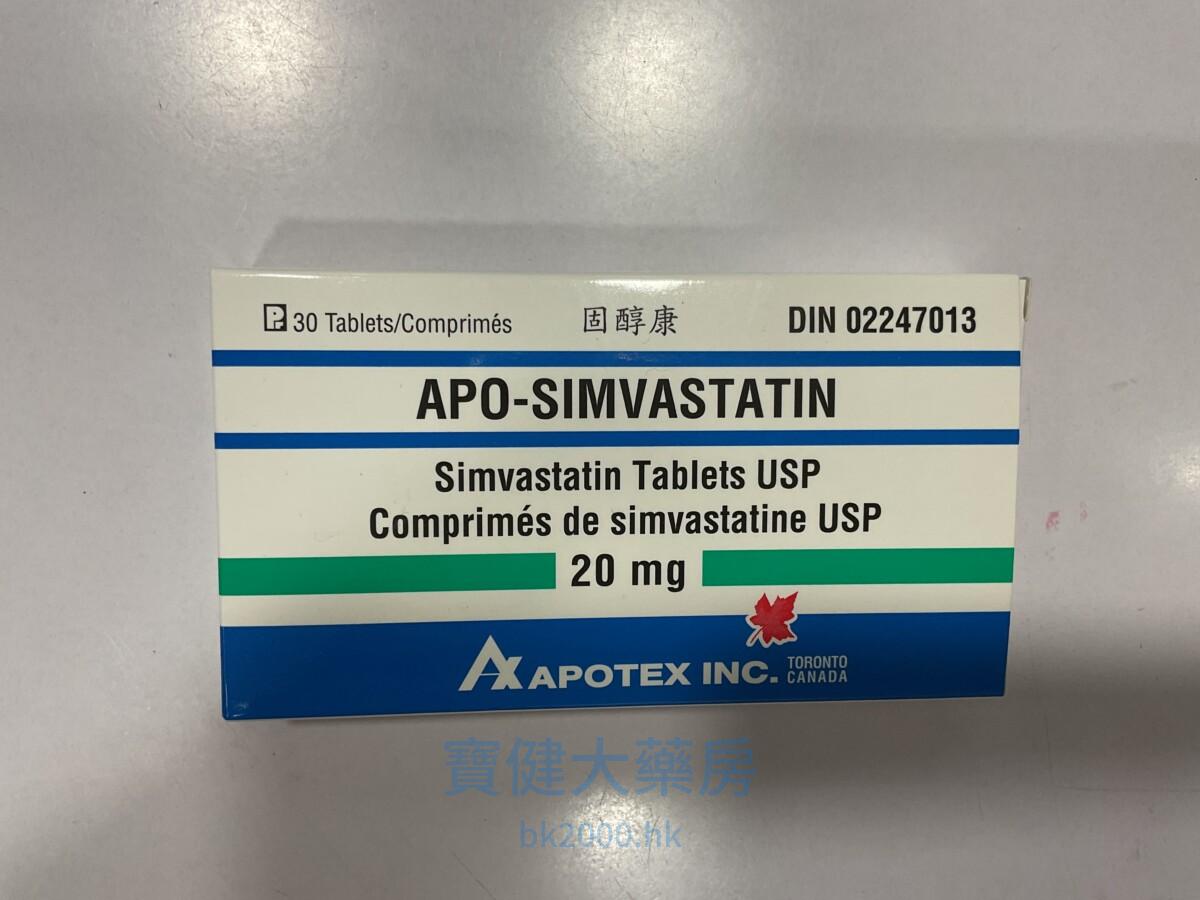 Pr 30 Tablets/Comprimés 固醇康 DIN 02247013
APO-SIMVASTATIN
Simvastatin Tablets USP
Comprimés de simvastatine USP
20 mg
APOTEX INC. TORONTO
CANADA
寶健大藥房
bk2000.hk